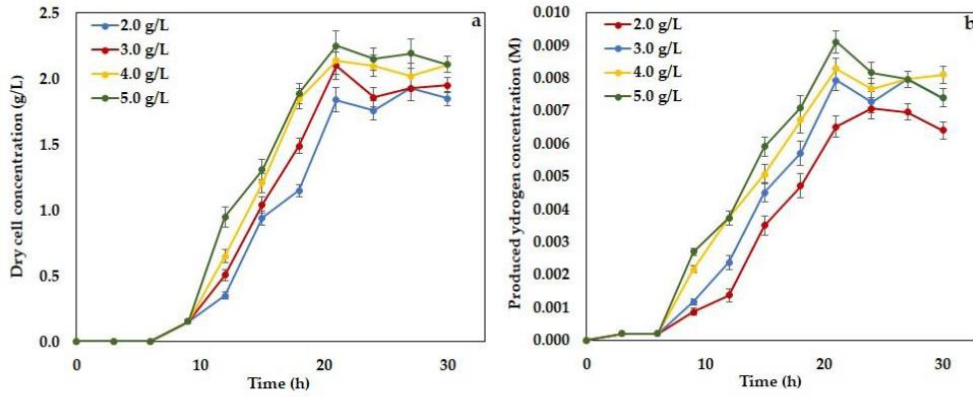 a
2.5
2.0
1.5
1.0
0.5
0.0
Dry cell concentration (g/L)
2.0 g/L
3.0 g/L
4.0 g/L
5.0 g/L
0 10 20 30
Time (h)
b
0.010
0.009
0.008
0.007
0.006
0.005
0.004
0.003
0.002
0.001
0.000
Produced ydrogen concentration (M)
2.0 g/L
3.0 g/L
4.0 g/L
5.0 g/L
0 10 20 30
Time (h)